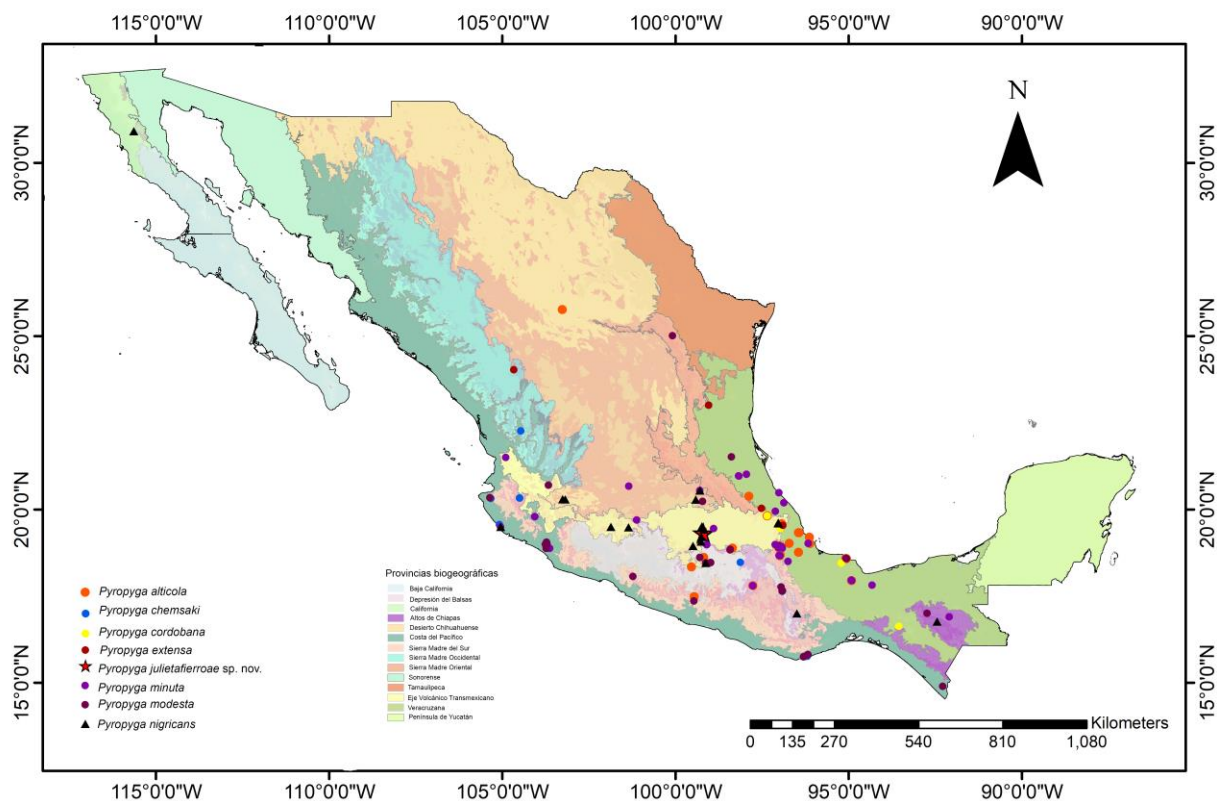 115°0'0"W 110°0'0"W 105°0'0"W 100°0'0"W 95°0'0"W 90°0'0"W
N
30°0'0"N 30°0'0"N
25°0'0"N 25°0'0"N
20°0'0"N 20°0'0"N
15°0'0"N 15°0'0"N
Pyropyga alticola
Pyropyga chemsaki
Pyropyga cordobana
Pyropyga extensa
Pyropyga julietafierroae sp. nov.
Pyropyga minuta
Pyropyga modesta
Pyropyga nigricans
Provincias biogeográficas
Baja California
Depresión del Balsas
California
Altos de Chiapas
Desierto Chihuahuense
Costa del Pacífico
Sierra Madre del Sur
Sierra Madre Occidental
Sierra Madre Oriental
Sonorense
Tamaulipeca
Eje Volcánico Transmexicano
Veracruzana
Península de Yucatán
Kilometers
0 135 270 540 810 1,080
115°0'0"W 110°0'0"W 105°0'0"W 100°0'0"W 95°0'0"W 90°0'0"W